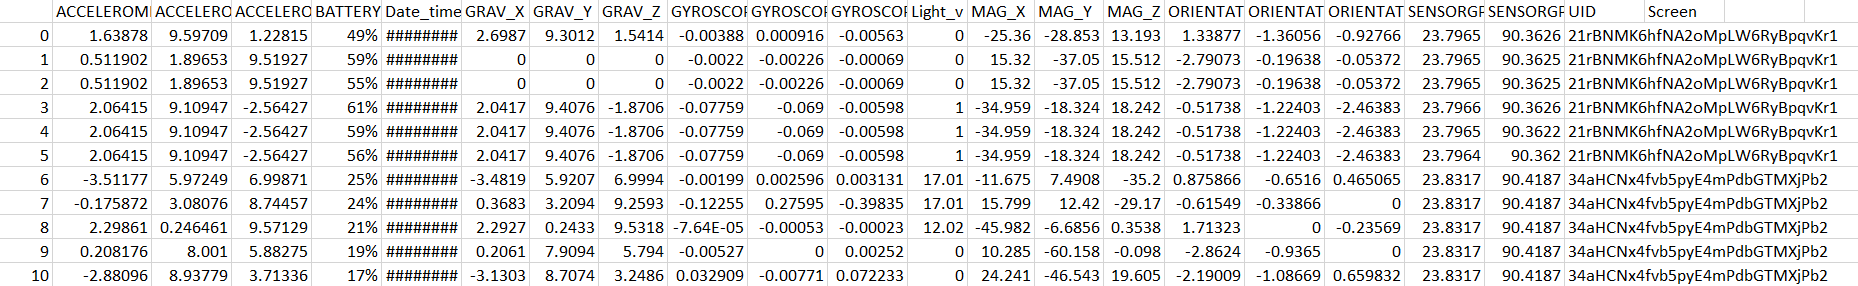 ACCELEROMI ACCELERO ACCELERO BATTERY Date_time GRAV_X GRAV_Y GRAV_Z GYROSCOP GYROSCOP GYROSCOP Light_v MAG_X MAG_Y MAG_Z ORIENTAT ORIENTAT ORIENTAT SENSORGP SENSORGP UID Screen
0 1.63878 9.59709 1.22815 49% ######## 2.6987 9.3012 1.5414 -0.00388 0.000916 -0.00563 0 -25.36 -28.853 13.193 1.33877 -1.36056 -0.92766 23.7965 90.3626 21rBNMK6hfNA2oMpLW6RyBpqvKr1
1 0.511902 1.89653 9.51927 59% ######## 0 0 0 -0.0022 -0.00226 -0.00069 0 15.32 -37.05 15.512 -2.79073 -0.19638 -0.05372 23.7965 90.3625 21rBNMK6hfNA2oMpLW6RyBpqvKr1
2 0.511902 1.89653 9.51927 55% ######## 0 0 0 -0.0022 -0.00226 -0.00069 0 15.32 -37.05 15.512 -2.79073 -0.19638 -0.05372 23.7965 90.3625 21rBNMK6hfNA2oMpLW6RyBpqvKr1
3 2.06415 9.10947 -2.56427 61% ######## 2.0417 9.4076 -1.8706 -0.07759 -0.069 -0.00598 1 -34.959 -18.324 18.242 -0.51738 -1.22403 -2.46383 23.7966 90.3626 21rBNMK6hfNA2oMpLW6RyBpqvKr1
4 2.06415 9.10947 -2.56427 59% ######## 2.0417 9.4076 -1.8706 -0.07759 -0.069 -0.00598 1 -34.959 -18.324 18.242 -0.51738 -1.22403 -2.46383 23.7965 90.3622 21rBNMK6hfNA2oMpLW6RyBpqvKr1
5 2.06415 9.10947 -2.56427 56% ######## 2.0417 9.4076 -1.8706 -0.07759 -0.069 -0.00598 1 -34.959 -18.324 18.242 -0.51738 -1.22403 -2.46383 23.7964 90.362 21rBNMK6hfNA2oMpLW6RyBpqvKr1
6 -3.51177 5.97249 6.99871 25% ######## -3.4819 5.9207 6.9994 -0.00199 0.002596 0.003131 17.01 -11.675 7.4908 -35.2 0.875866 -0.6516 0.465065 23.8317 90.4187 34aHCNx4fvb5pyE4mPdbGTMXjPb2
7 -0.175872 3.08076 8.74457 24% ######## 0.3683 3.2094 9.2593 -0.12255 0.27595 -0.39835 17.01 15.799 12.42 -29.17 -0.61549 -0.33866 0 23.8317 90.4187 34aHCNx4fvb5pyE4mPdbGTMXjPb2
8 2.29861 0.246461 9.57129 21% ######## 2.2927 0.2433 9.5318 -7.64E-05 -0.00053 -0.00023 12.02 -45.982 -6.6856 0.3538 1.71323 0 -0.23569 23.8317 90.4187 34aHCNx4fvb5pyE4mPdbGTMXjPb2
9 0.208176 8.001 5.88275 19% ######## 0.2061 7.9094 5.794 -0.00527 0 0.00252 0 10.285 -60.158 -0.098 -2.8624 -0.9365 0 23.8317 90.4187 34aHCNx4fvb5pyE4mPdbGTMXjPb2
10 -2.88096 8.93779 3.71336 17% ######## -3.1303 8.7074 3.2486 0.032909 -0.00771 0.072233 0 24.241 -46.543 19.605 -2.19009 -1.08669 0.659832 23.8317 90.4187 34aHCNx4fvb5pyE4mPdbGTMXjPb2